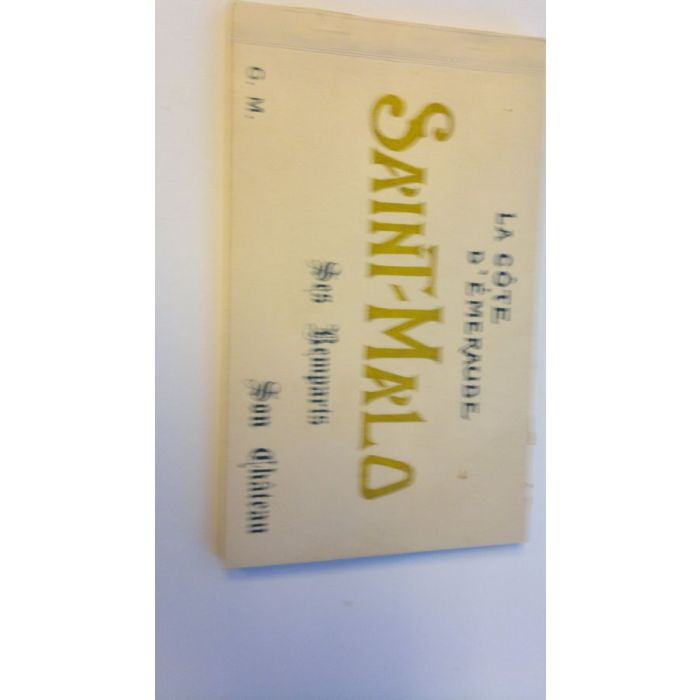 LA CÔTE
D'ÉMERAUDE
SAINT-MALO
Ses Remparts
Son Château
G. M.